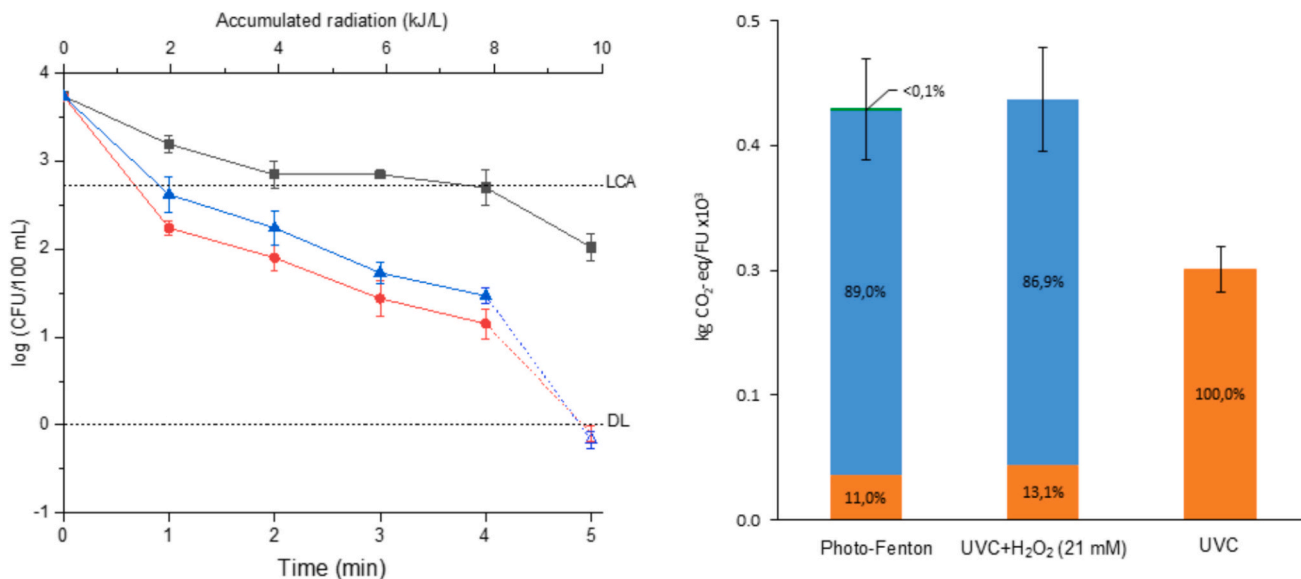 Accumulated radiation (kJ/L)
0 2 4 6 8 10
4
3
2
1
0
-1
log (CFU/100 mL)
LCA
DL
0 1 2 3 4 5
Time (min)
0.5
0.4
0.3
0.1
0.0
kg CO₂- eq/FU x10³
<0,1%
89,0%
86,9%
100,0%
11,0%
13,1%
Photo-Fenton UVC+H₂O₂ (21 mM) UVC